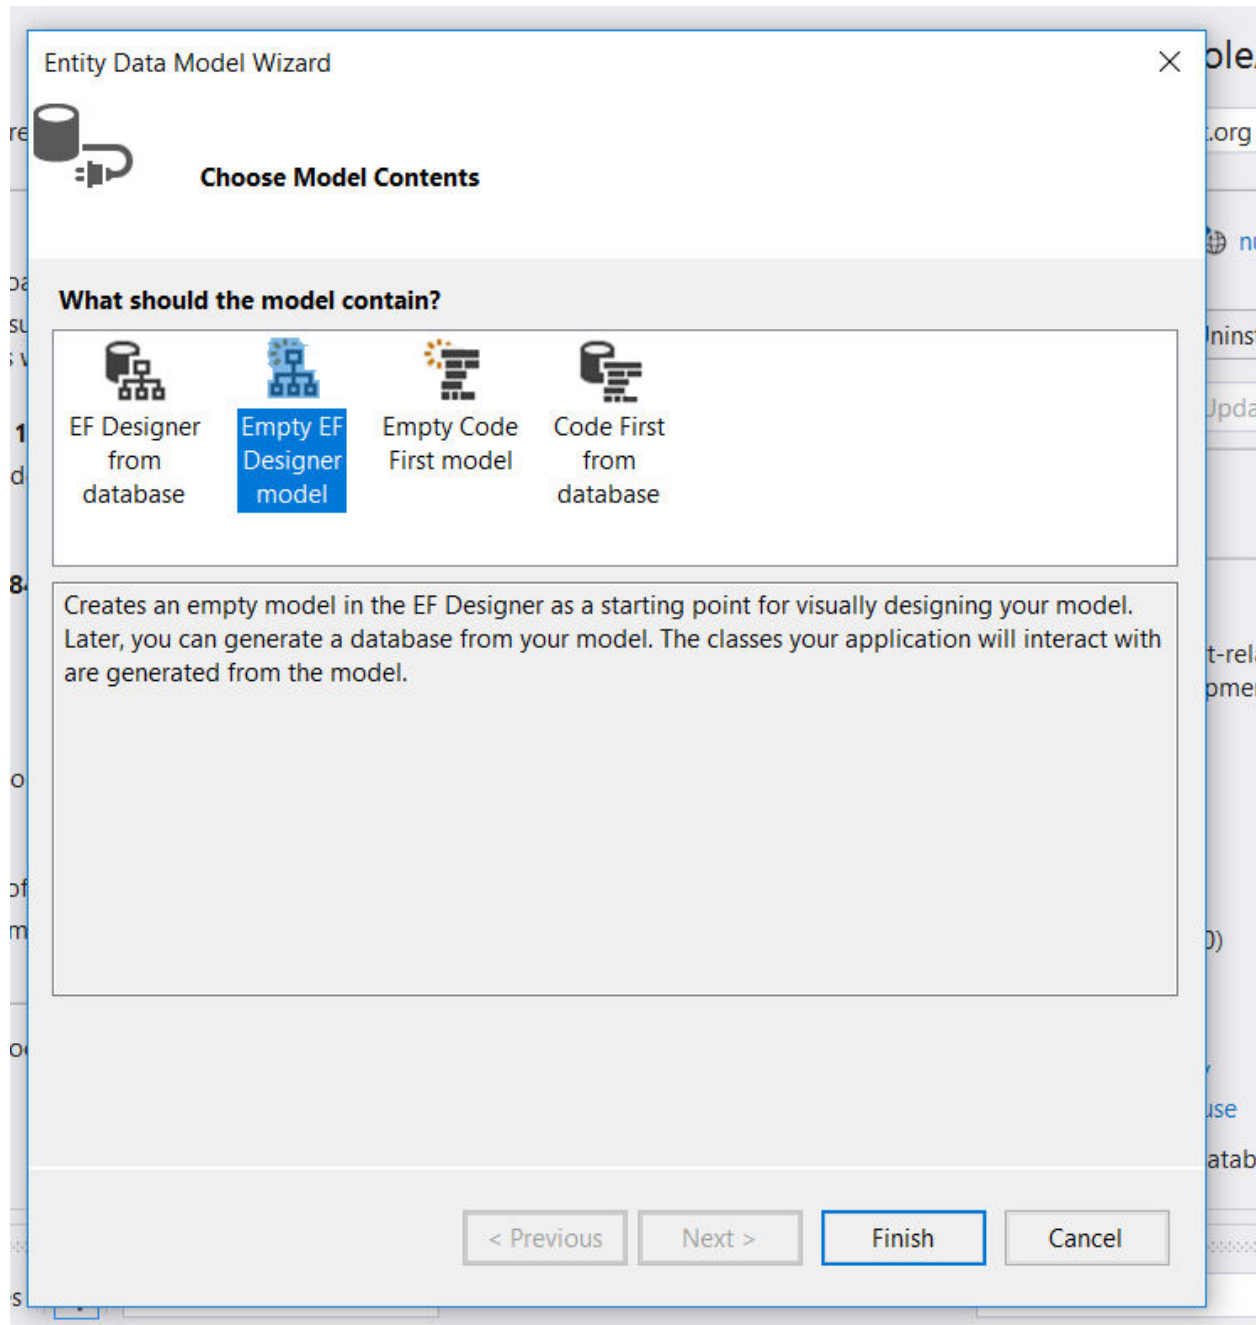 Entity Data Model Wizard
Choose Model Contents
.org
What should the model contain?
EF Designer
from
database
Empty EF
Designer
model
Empty Code
First model
Code First
from
database
Creates an empty model in the EF Designer as a starting point for visually designing your model.
Later, you can generate a database from your model. The classes your application will interact with
are generated from the model.
< Previous
Next >
Finish
Cancel